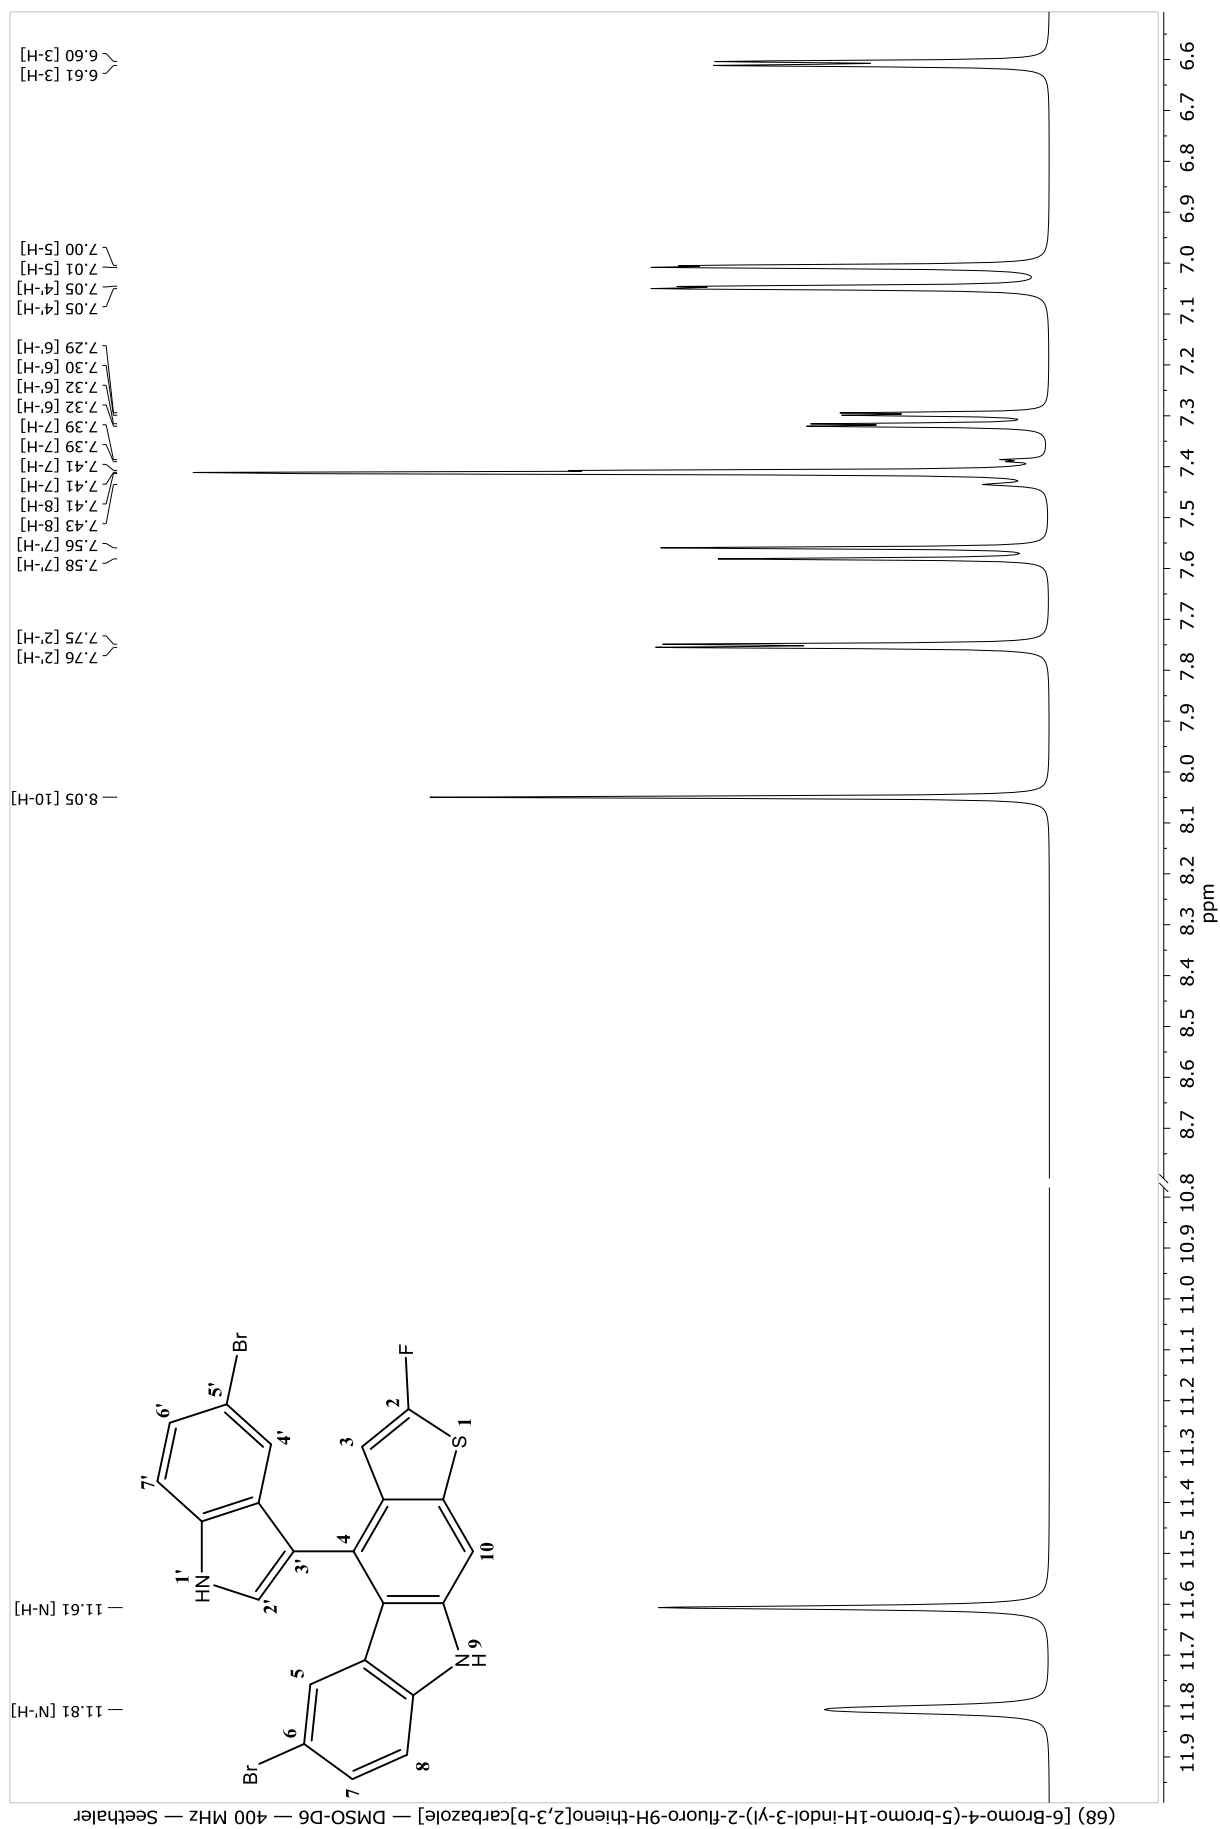 6.60 [3-H]
6.61 [3-H]
7.00 [5-H]
7.01 [5-H]
7.05 [4'-H]
7.05 [4'-H]
7.29 [6'-H]
7.30 [6'-H]
7.32 [6'-H]
7.32 [6'-H]
7.39 [7-H]
7.39 [7-H]
7.41 [7-H]
7.41 [7-H]
7.41 [8-H]
7.43 [8-H]
7.56 [7'-H]
7.58 [7'-H]
7.75 [2'-H]
7.76 [2'-H]
8.05 [10-H]
11.61 [N-H]
11.81 [N'-H]
6.6
6.7
6.8
6.9
7.0
7.1
7.2
7.3
7.4
7.5
7.6
7.7
7.8
7.9
8.0
8.1
8.2
8.3
8.4
8.5
8.6
8.7
10.8
10.9
11.0
11.1
11.2
11.3
11.4
11.5
11.6
11.7
11.8
11.9
ppm
Br
5'
6'
4'
7'
1'
HN
2'
3'
F
2
3
1
S
4
10
5
6
Br
7
8
9
N
H
(68) [6-Bromo-4-(5-bromo-1H-indol-3-yl)-2-fluoro-9H-thieno[2,3-b]carbazole] — DMSO-D6 — 400 MHz — Seethaler